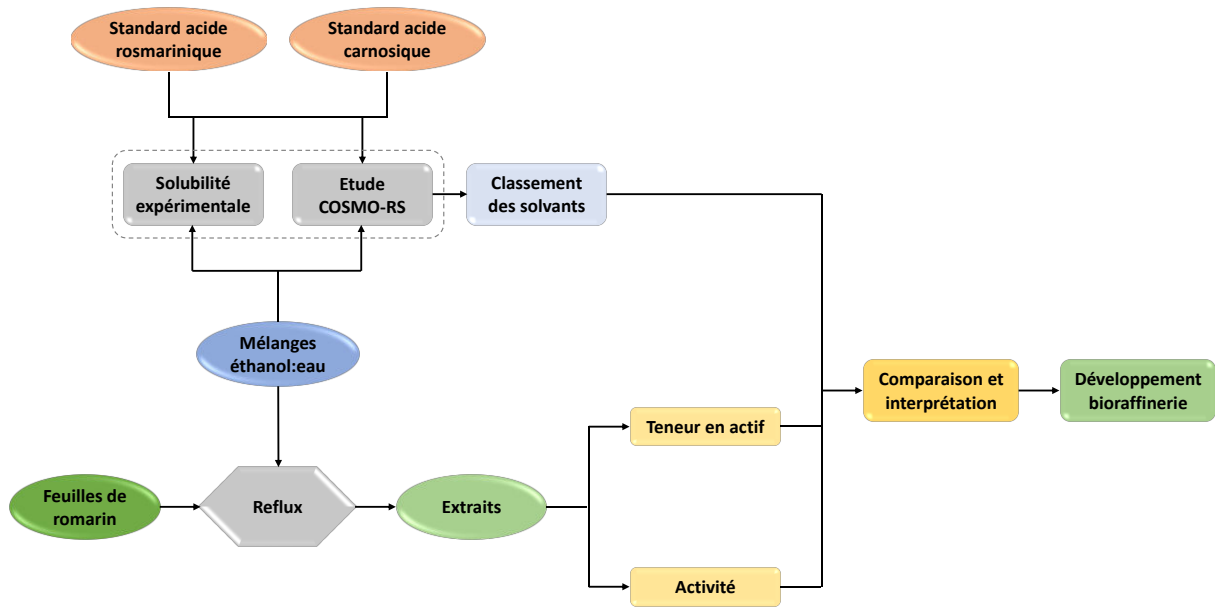 Standard acide
rosmarinique
Standard acide
carnosique
Solubilité
expérimentale
Etude
COSMO-RS
Classement
des solvants
Mélanges
éthanol:eau
Comparaison et
interprétation
Développement
bioraffinerie
Teneur en actif
Feuilles de
romarin
Reflux
Extraits
Activité